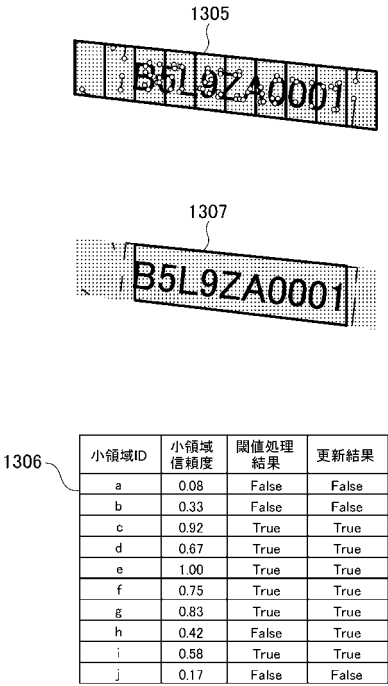 1305
B5L9ZA0001
1307
B5L9ZA0001
1306
小領域ID 小領域信頼度 閾値処理結果 更新結果
a 0.08 False False
b 0.33 False False
c 0.92 True True
d 0.67 True True
e 1.00 True True
f 0.75 True True
g 0.83 True True
h 0.42 False True
i 0.58 True True
j 0.17 False False